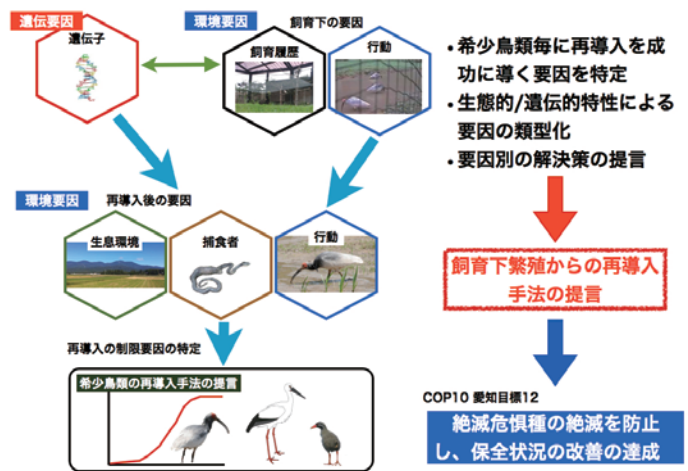 遺伝要因
遺伝子
環境要因
飼育下の要因
飼育履歴
行動
環境要因
再導入後の要因
生息環境
捕食者
行動
再導入の制限要因の特定
希少鳥類の再導入手法の提言
・希少鳥類毎に再導入を成
功に導く要因を特定
・生態的/遺伝的特性による
要因の類型化
・要因別の解決策の提言
飼育下繁殖からの再導入
手法の提言
COP10 愛知目標12
絶滅危惧種の絶滅を防止
し、保全状況の改善の達成